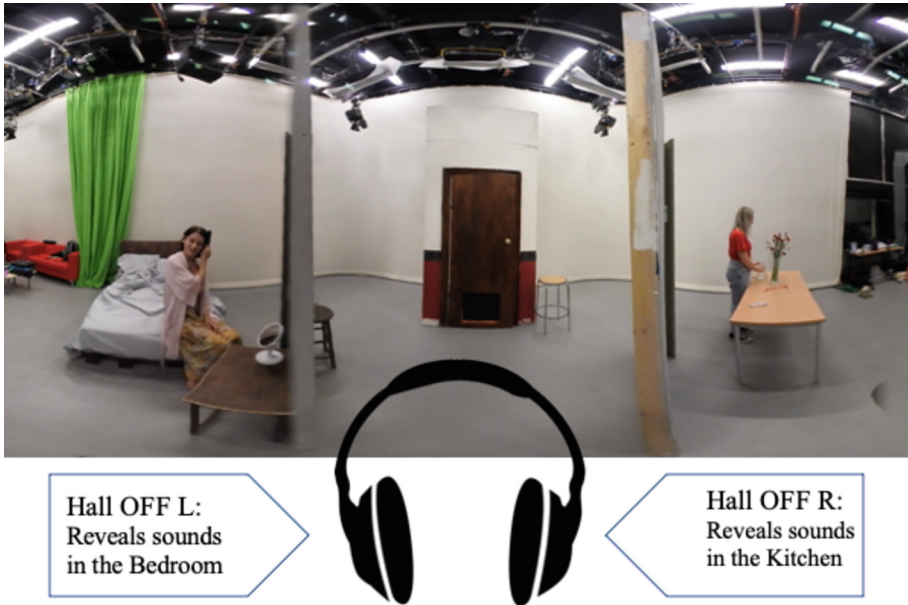 Hall OFF L:
Reveals sounds
in the Bedroom
Hall OFF R:
Reveals sounds
in the Kitchen